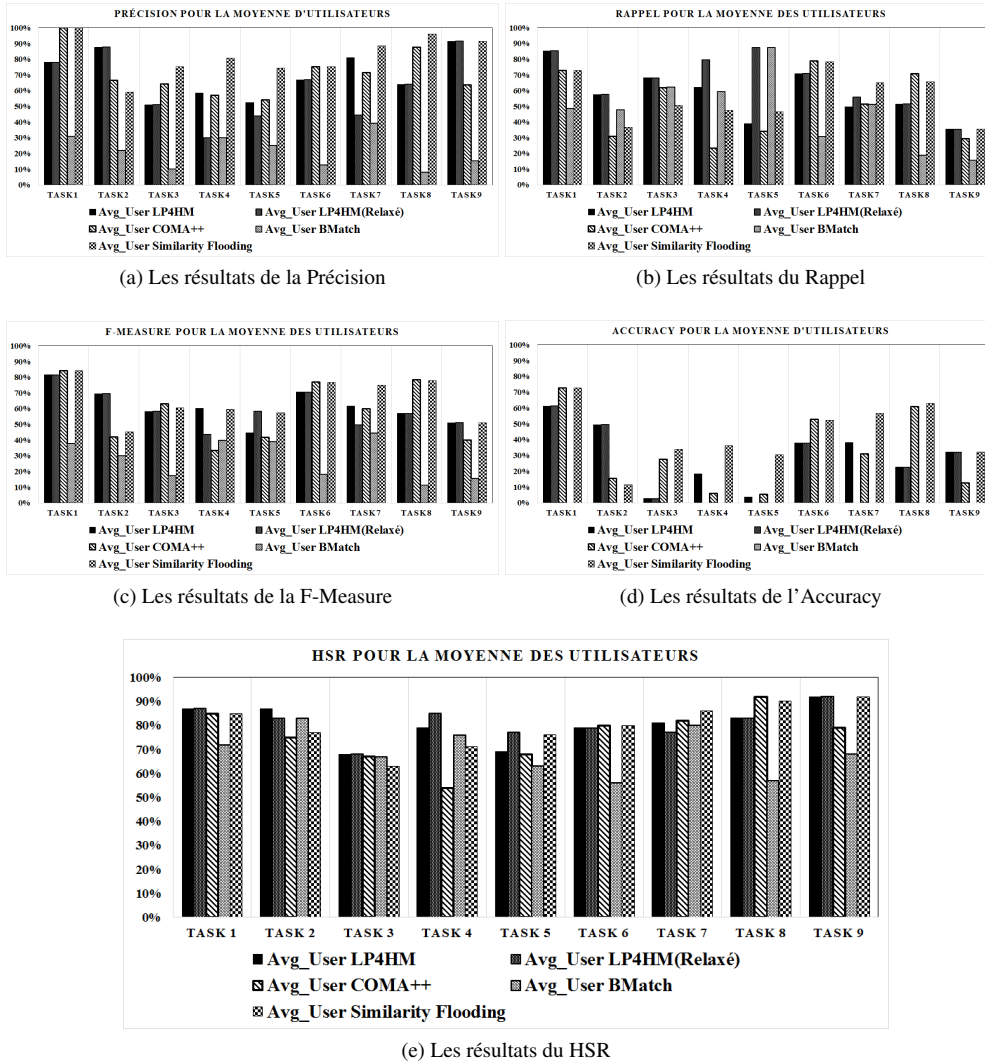 PRÉCISION POUR LA MOYENNE D'UTILISATEURS
100%
90%
80%
70%
60%
50%
40%
30%
20%
10%
0%
TASK1 TASK2 TASK3 TASK4 TASK5 TASK6 TASK7 TASK8 TASK9
Avg_User LP4HM Avg_User LP4HM(Relaxé)
Avg_User COMA++ Avg_User BMatch
Avg_User Similarity Flooding
(a) Les résultats de la Précision
RAPPEL POUR LA MOYENNE DES UTILISATEURS
100%
90%
80%
70%
60%
50%
40%
30%
20%
10%
0%
TASK1 TASK2 TASK3 TASK4 TASK5 TASK6 TASK7 TASK8 TASK9
Avg_User LP4HM Avg_User LP4HM(Relaxé)
Avg_User COMA++ Avg_User BMatch
Avg_User Similarity Flooding
(b) Les résultats du Rappel
F-MEASURE POUR LA MOYENNE DES UTILISATEURS
100%
90%
80%
70%
60%
50%
40%
30%
20%
10%
0%
TASK1 TASK2 TASK3 TASK4 TASK5 TASK6 TASK7 TASK8 TASK9
Avg_User LP4HM Avg_User LP4HM(Relaxé)
Avg_User COMA++ Avg_User BMatch
Avg_User Similarity Flooding
(c) Les résultats de la F-Measure
ACCURACY POUR LA MOYENNE D'UTILISATEURS
100%
90%
80%
70%
60%
50%
40%
30%
20%
10%
0%
TASK1 TASK2 TASK3 TASK4 TASK5 TASK6 TASK7 TASK8 TASK9
Avg_User LP4HM Avg_User LP4HM(Relaxé)
Avg_User COMA++ Avg_User BMatch
Avg_User Similarity Flooding
(d) Les résultats de l'Accuracy
HSR POUR LA MOYENNE DES UTILISATEURS
100%
90%
80%
70%
60%
50%
40%
30%
20%
10%
0%
TASK 1 TASK 2 TASK 3 TASK 4 TASK 5 TASK 6 TASK 7 TASK 8 TASK 9
Avg_User LP4HM Avg_User LP4HM(Relaxé)
Avg_User COMA++ Avg_User BMatch
Avg_User Similarity Flooding
(e) Les résultats du HSR